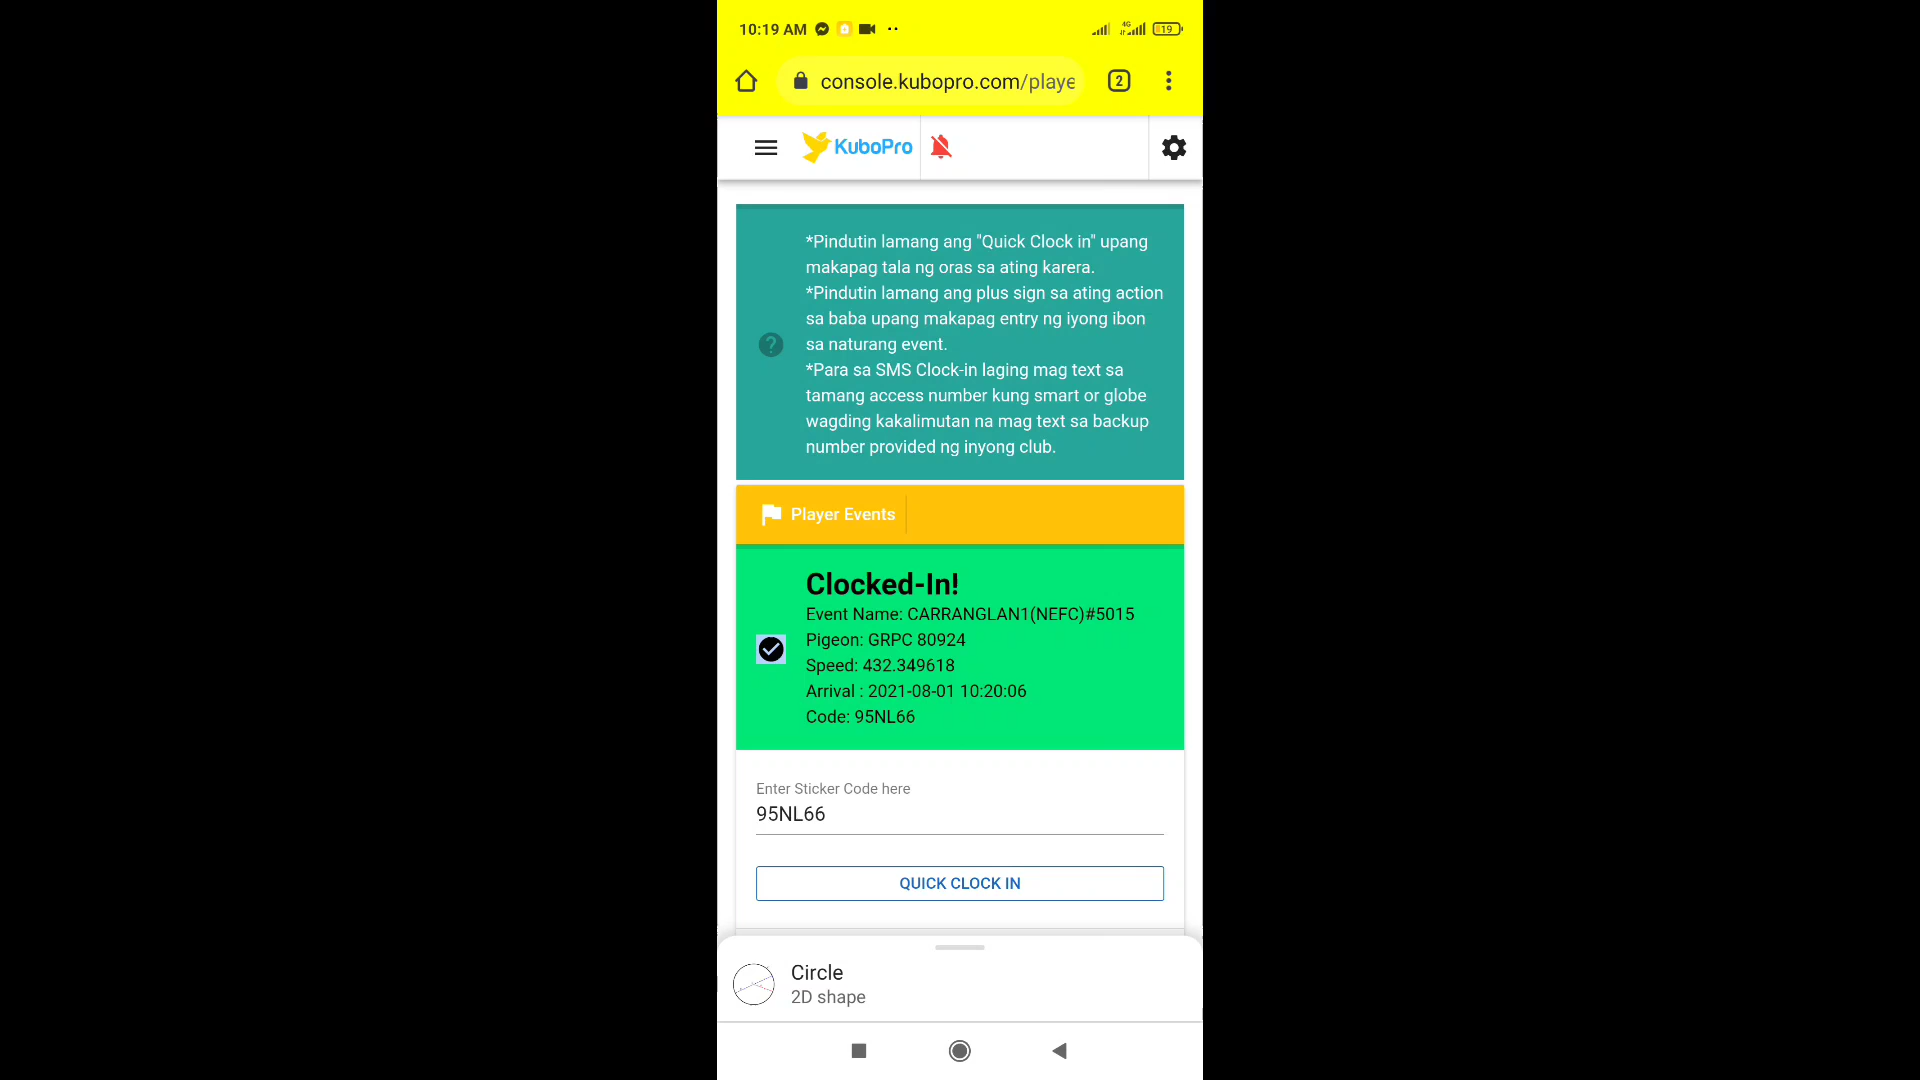 10:19 AM
4G
19
console.kubopro.com/playe
2
KuboPro
*Pindutin lamang ang "Quick Clock in" upang
makapag tala ng oras sa ating karera.
*Pindutin lamang ang plus sign sa ating action
sa baba upang makapag entry ng iyong ibon
sa naturang event.
*Para sa SMS Clock-in laging mag text sa
tamang access number kung smart or globe
wagding kakalimutan na mag text sa backup
number provided ng inyong club.
Player Events
Clocked-In!
Event Name: CARRANGLAN1(NEFC)#5015
Pigeon: GRPC 80924
Speed: 432.349618
Arrival : 2021-08-01 10:20:06
Code: 95NL66
Enter Sticker Code here
95NL66
QUICK CLOCK IN
Circle
2D shape